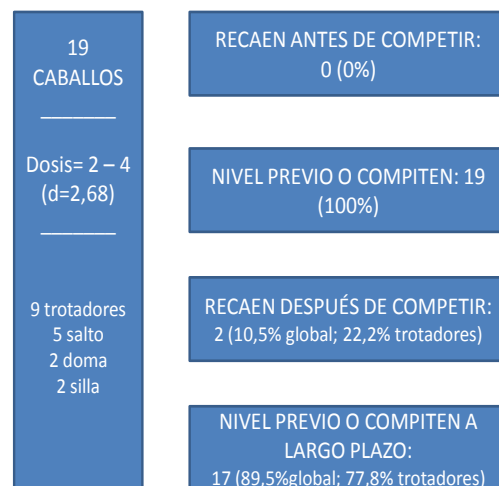 19
CABALLOS
_______
Dosis= 2 – 4
(d=2,68)
_______
9 trotadores
5 salto
2 doma
2 silla
RECAEN ANTES DE COMPETIR:
0 (0%)
NIVEL PREVIO O COMPITEN: 19
(100%)
RECAEN DESPUÉS DE COMPETIR:
2 (10,5% global; 22,2% trotadores)
NIVEL PREVIO O COMPITEN A
LARGO PLAZO:
17 (89,5%global; 77,8% trotadores)